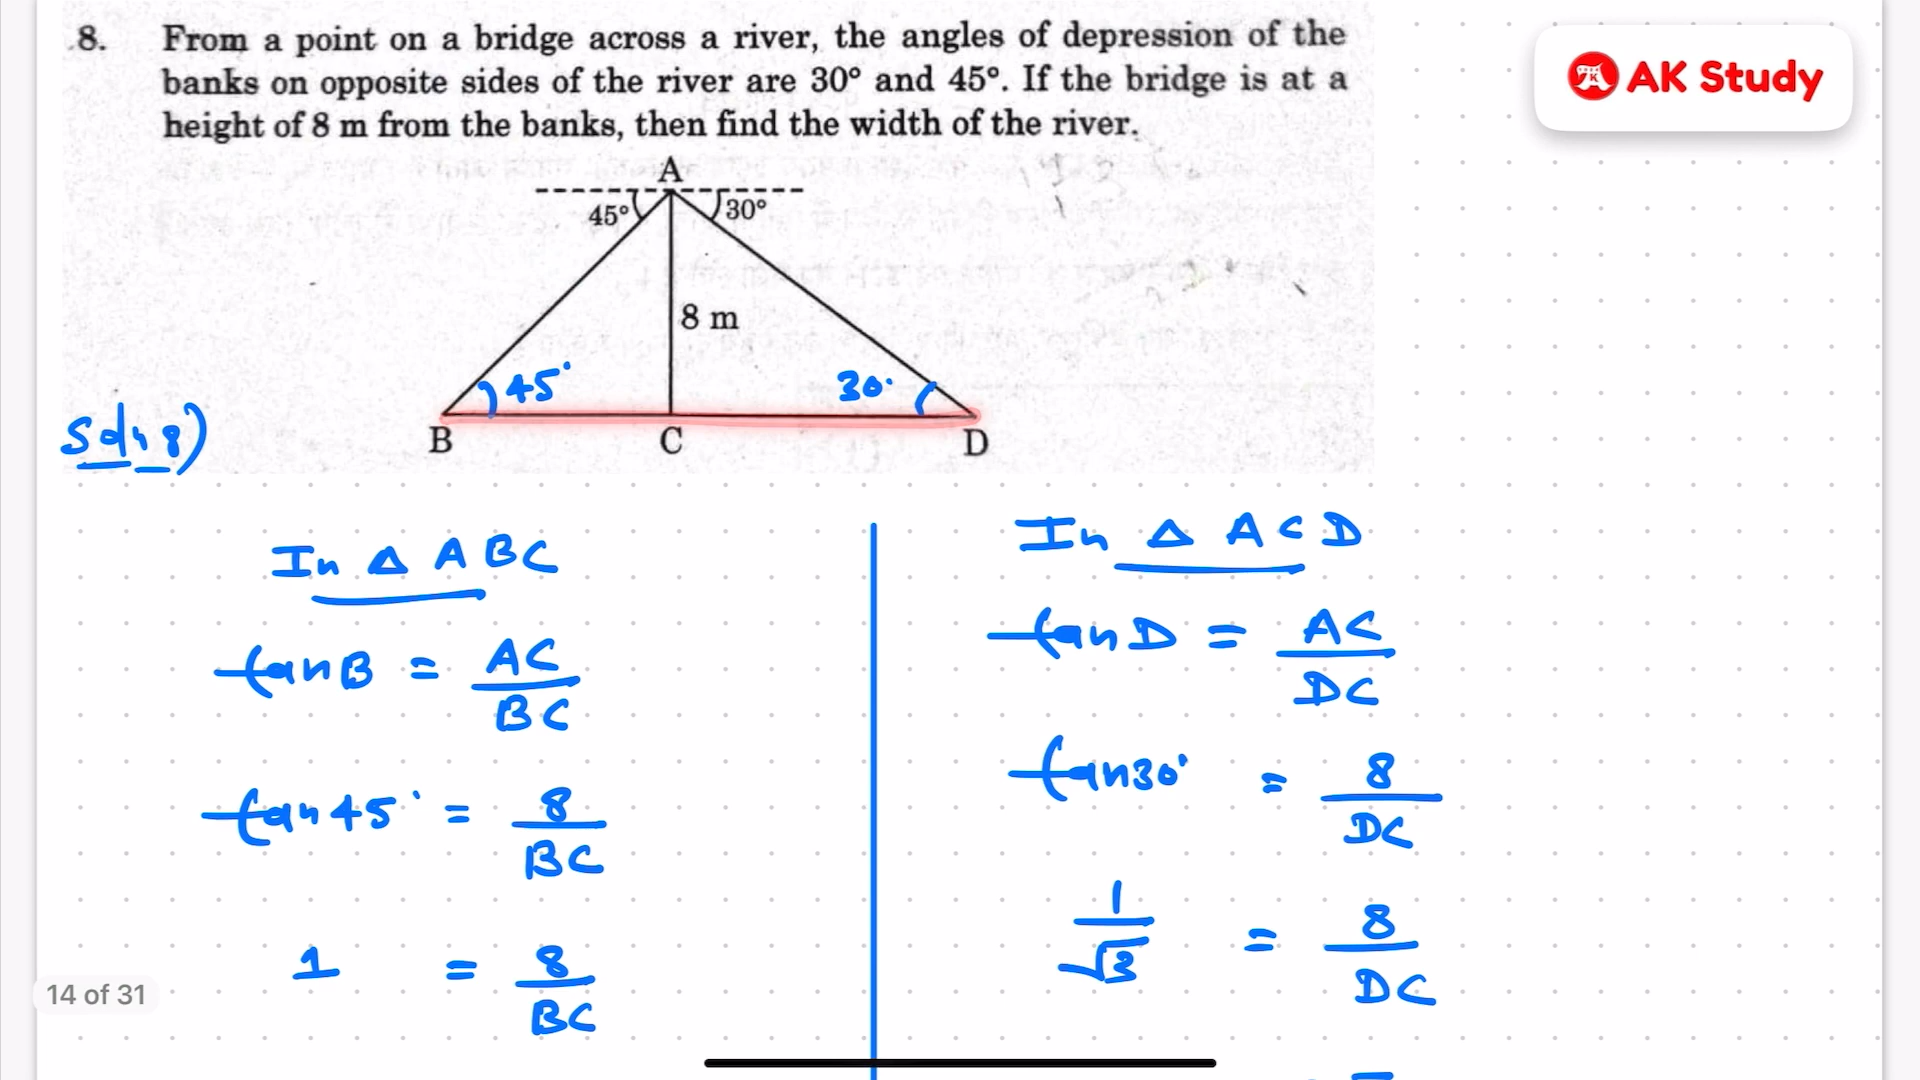 8. From a point on a bridge across a river, the angles of depression of the
banks on opposite sides of the river are 30° and 45°. If the bridge is at a
height of 8 m from the banks, then find the width of the river.
AK Study
A
45° 30°
8 m
45° 30°
B C D
Soln 8)
In Δ ABC
tanB = AC/BC
tan45° = 8/BC
1 = 8/BC
In Δ ACD
tanD = AC/DC
tan30° = 8/DC
1/√3 = 8/DC
14 of 31